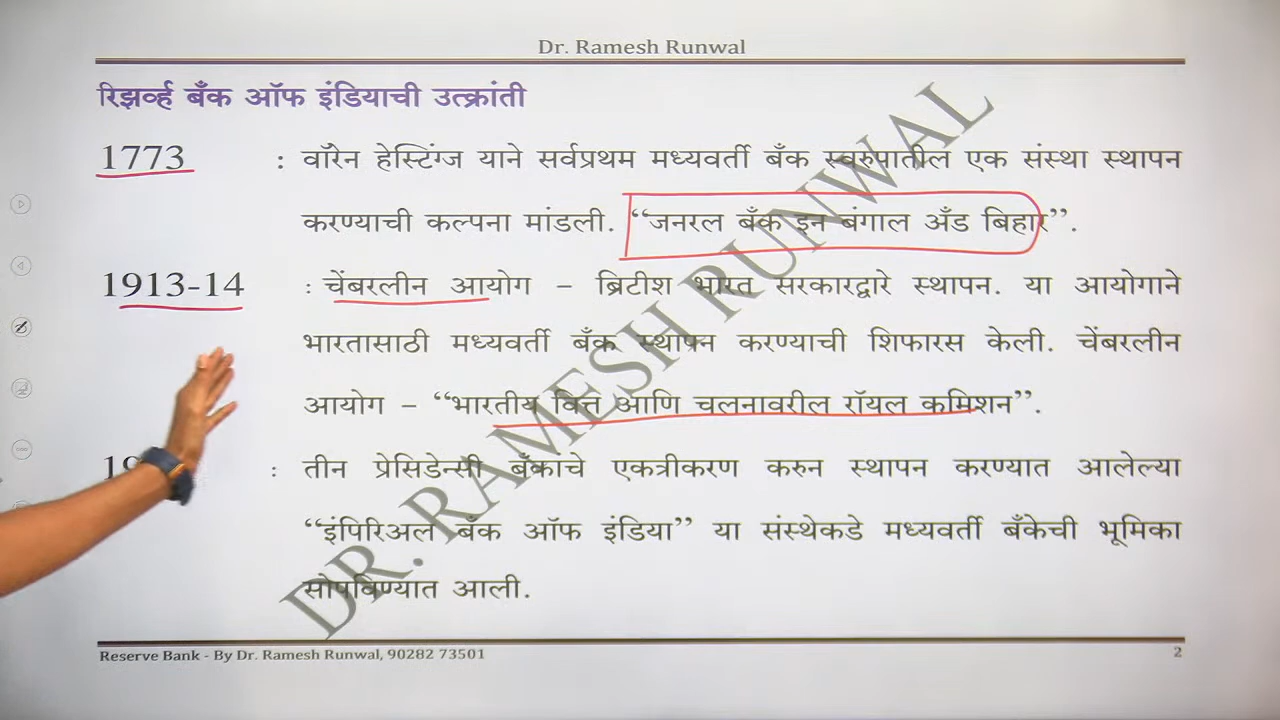 Dr. Ramesh Runwal
रिझर्व्ह बँक ऑफ इंडियाची उत्क्रांती
1773 : वॉरेन हेस्टिंग्ज याने सर्वप्रथम मध्यवर्ती बँक स्वरुपातील एक संस्था स्थापन
करण्याची कल्पना मांडली. “जनरल बँक इन बंगाल अँड बिहार”.
1913-14 : चेंबरलीन आयोग – ब्रिटीश भारत सरकारद्वारे स्थापन. या आयोगाने
भारतासाठी मध्यवर्ती बँक स्थापन करण्याची शिफारस केली. चेंबरलीन
आयोग – “भारतीय वित्त आणि चलनावरील रॉयल कमिशन”.
: तीन प्रेसिडेन्सी बँकाचे एकत्रीकरण करुन स्थापन करण्यात आलेल्या
“इंपिरिअल बँक ऑफ इंडिया” या संस्थेकडे मध्यवर्ती बँकेची भूमिका
सोपविण्यात आली.
DR. RAMESH RUNWAL
Reserve Bank - By Dr. Ramesh Runwal, 90282 73501 2